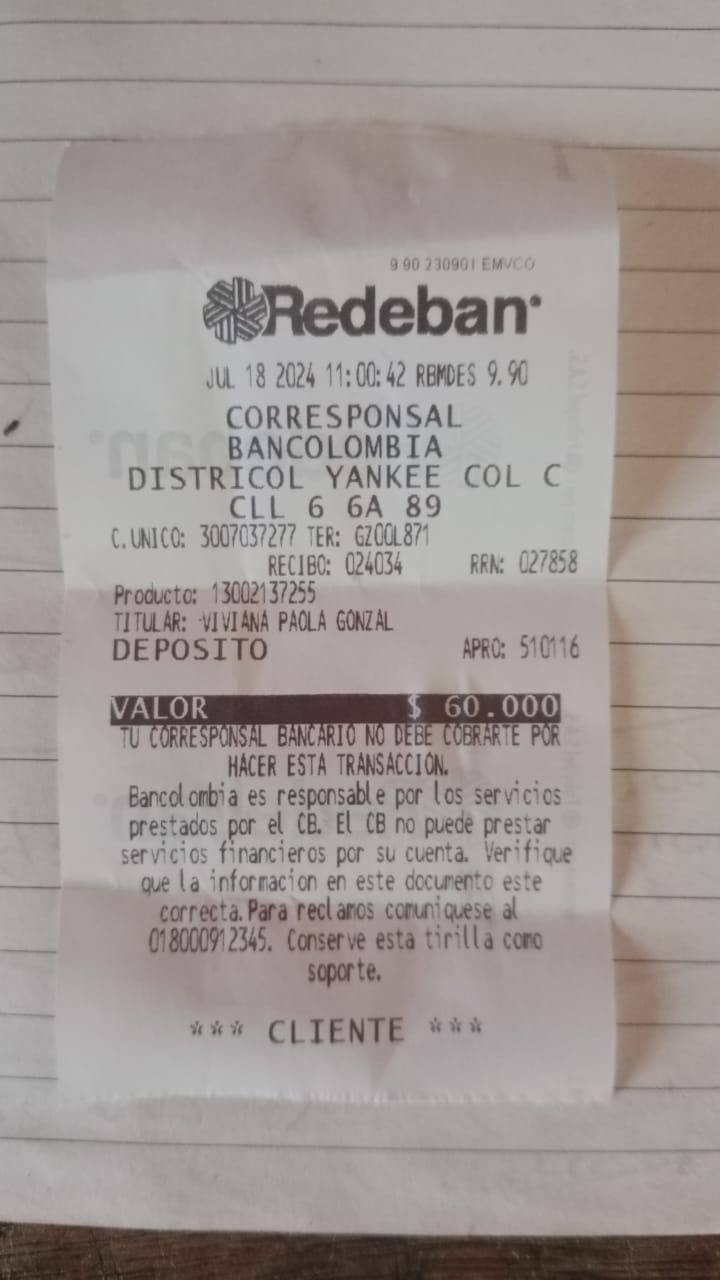 9 90 230901 EMVCO
Redeban
JUL 18 2024 11:00:42 RBMDES 9.90
CORRESPONSAL
BANCOLOMBIA
DISTRICOL YANKEE COL C
CLL 6 6A 89
C.UNICO: 3007037277 TER: GZOOL871
RECIBO: 024034 RRN: 027858
Producto: 13002137255
TITULAR: VIVIANA PAOLA GONZAL
DEPOSITO APRO: 510116
VALOR $ 60.000
TU CORRESPONSAL BANCARIO NO DEBE COBRARTE POR
HACER ESTA TRANSACCION.
Bancolombia es responsable por los servicios
prestados por el CB. El CB no puede prestar
servicios financieros por su cuenta. Verifique
que la informacion en este documento este
correcta. Para reclamos comuniquese al
018000912345. Conserve esta tirilla como
soporte.
*** CLIENTE ***